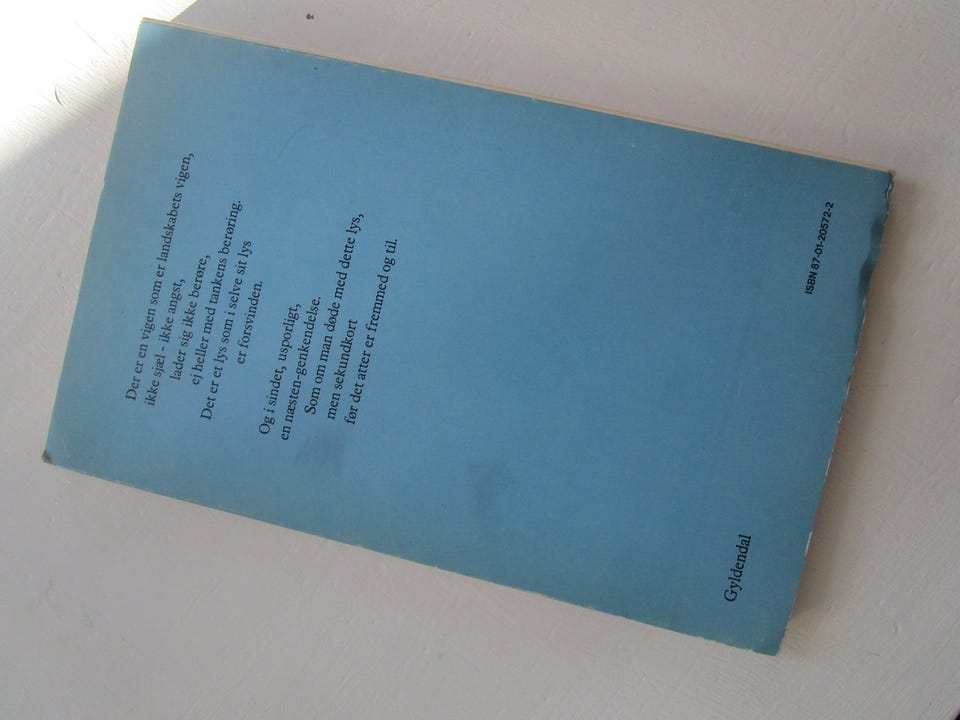 Der er en vigen som er landskabets vigen,
ikke sjæl - ikke angst,
lader sig ikke berøre,
ej heller med tankens berøring.
Det er et lys som i selve sit lys
er forsvinden.
Og i sindet, usporligt,
en næsten-genkendelse.
Som om man døde med dette lys,
men sekundkort
før det atter er fremmed og til.
Gyldendal
ISBN 87-01-20572-2